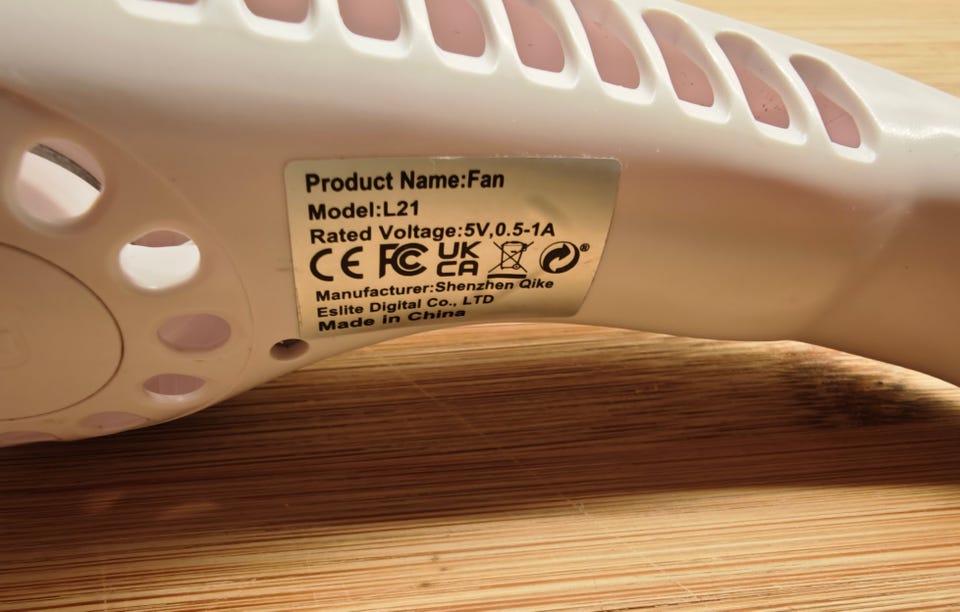 Product Name:Fan
Model:L21
Rated Voltage:5V,0.5-1A
CE FC UK CA
Manufacturer:Shenzhen Qike
Eslite Digital Co., LTD
Made in China